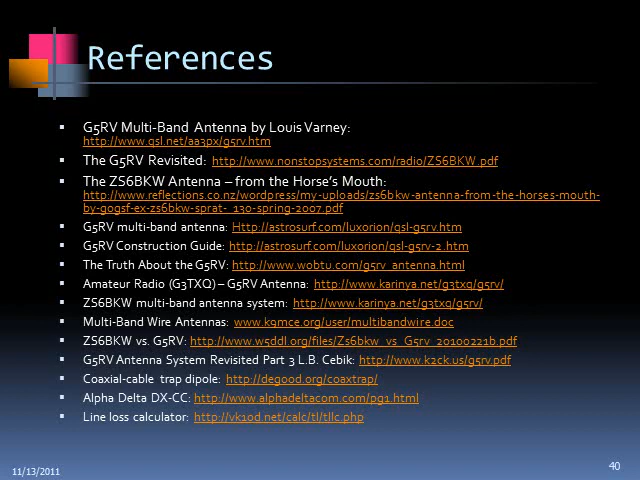 References
G5RV Multi-Band Antenna by Louis Varney:
http://www.qsl.net/aa3px/g5rv.htm
The G5RV Revisited: http://www.nonstopsystems.com/radio/ZS6BKW.pdf
The ZS6BKW Antenna – from the Horse's Mouth:
http://www.reflections.co.nz/wordpress/my-uploads/zs6bkw-antenna-from-the-horses-mouth-
by-gogsf-ex-zs6bkw-sprat-_130-spring-2007.pdf
G5RV multi-band antenna: Http://astrosurf.com/luxorion/qsl-g5rv.htm
G5RV Construction Guide: http://astrosurf.com/luxorion/qsl-g5rv-2.htm
The Truth About the G5RV: http://www.w0btu.com/g5rv_antenna.html
Amateur Radio (G3TXQ) – G5RV Antenna: http://www.karinya.net/g3txq/g5rv/
ZS6BKW multi-band antenna system: http://www.karinya.net/g3txq/g5rv/
Multi-Band Wire Antennas: www.k9mce.org/user/multibandwire.doc
ZS6BKW vs. G5RV: http://www.w5ddl.org/files/Zs6bkw_vs_G5rv_20100221b.pdf
G5RV Antenna System Revisited Part 3 L.B. Cebik: http://www.k2ck.us/g5rv.pdf
Coaxial-cable trap dipole: http://degood.org/coaxtrap/
Alpha Delta DX-CC: http://www.alphadeltacom.com/pg1.html
Line loss calculator: http://vk1od.net/calc/tl/tllc.php
11/13/2011
40